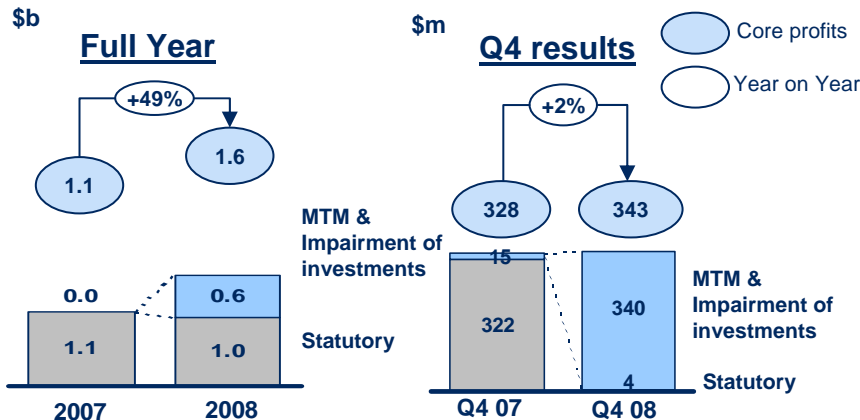 $b
Full Year
+49%
1.1
1.6
0.0
0.6
1.1
1.0
2007
2008
MTM &
Impairment of
investments
Statutory
$m
Q4 results
+2%
328
343
15
322
340
4
Q4 07
Q4 08
MTM &
Impairment of
investments
Statutory
Core profits
Year on Year